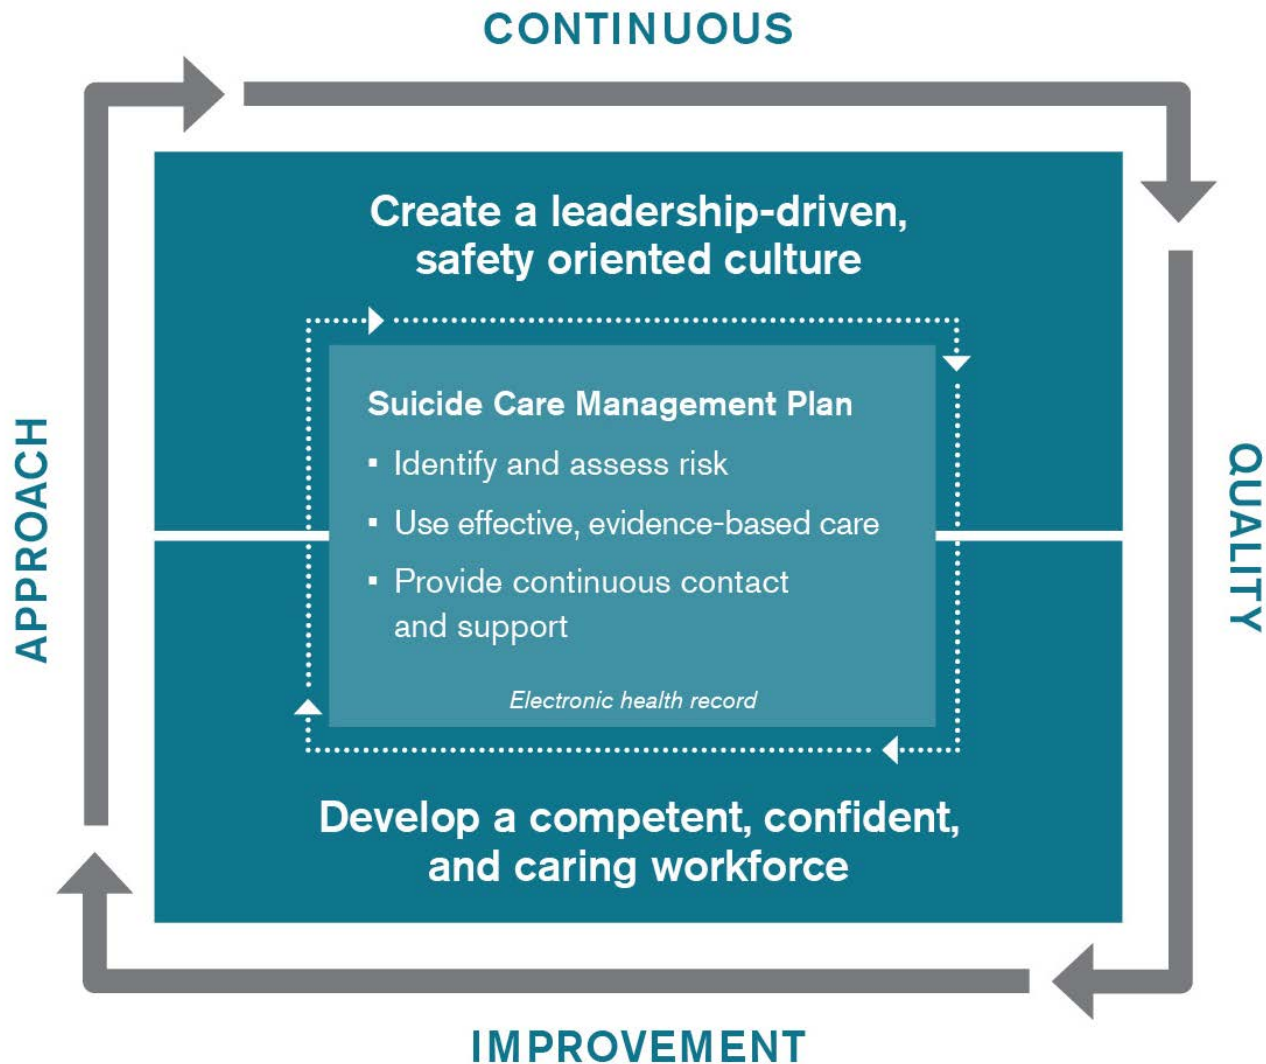 CONTINUOUS
Create a leadership-driven,
safety oriented culture
Suicide Care Management Plan
▪ Identify and assess risk
▪ Use effective, evidence-based care
▪ Provide continuous contact
and support
Electronic health record
Develop a competent, confident,
and caring workforce
QUALITY
IMPROVEMENT
APPROACH